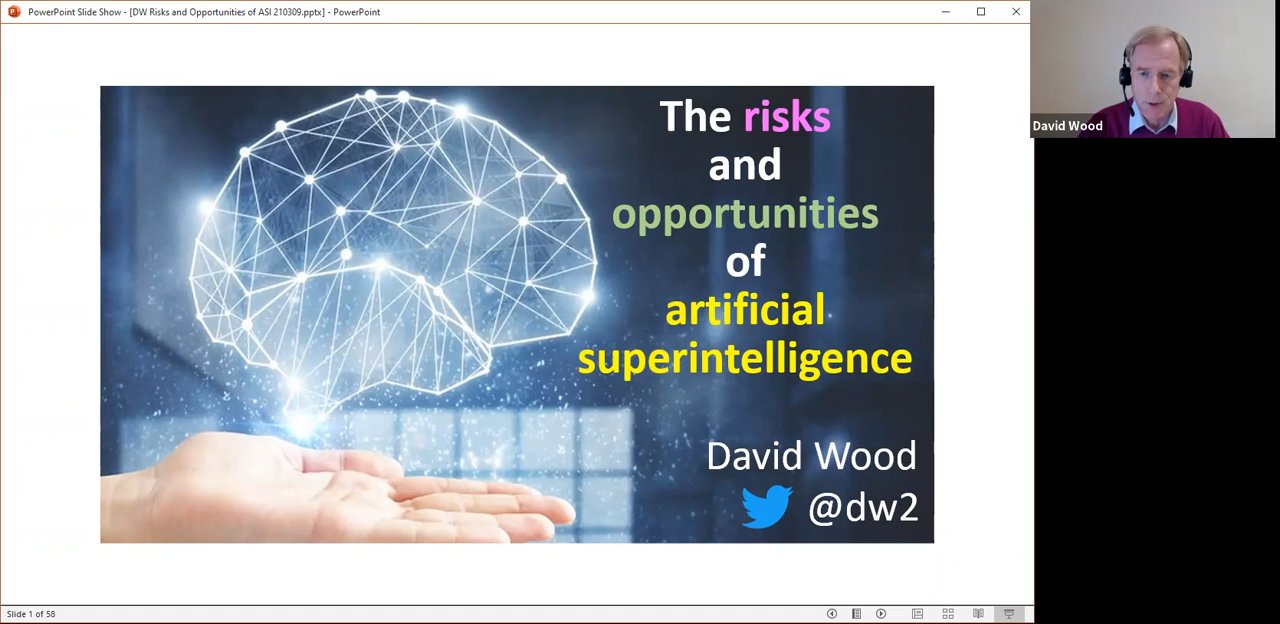 PowerPoint Slide Show - [DW Risks and Opportunities of ASI 210309.pptx] - PowerPoint
The risks
and
opportunities
of
artificial
superintelligence
David Wood
@dw2
David Wood
Slide 1 of 58